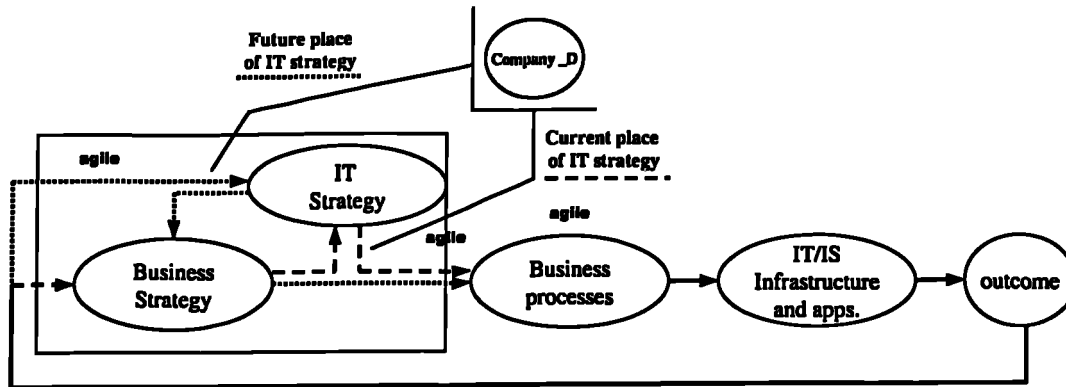 Future place
of IT strategy
Company _D
Current place
of IT strategy
agile
IT
Strategy
agile
agile
Business
Strategy
Business
processes
IT/IS
Infrastructure
and apps.
outcome